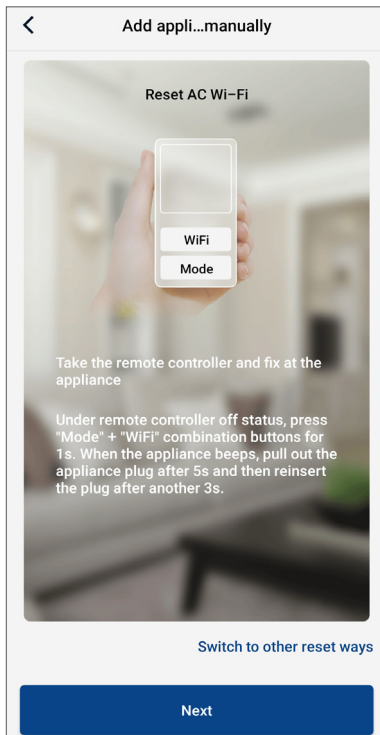 Add appli...manually
Reset AC Wi-Fi
WiFi
Mode
Take the remote controller and fix at the
appliance
Under remote controller off status, press
"Mode" + "WiFi" combination buttons for
1s. When the appliance beeps, pull out the
appliance plug after 5s and then reinsert
the plug after another 3s.
Switch to other reset ways
Next